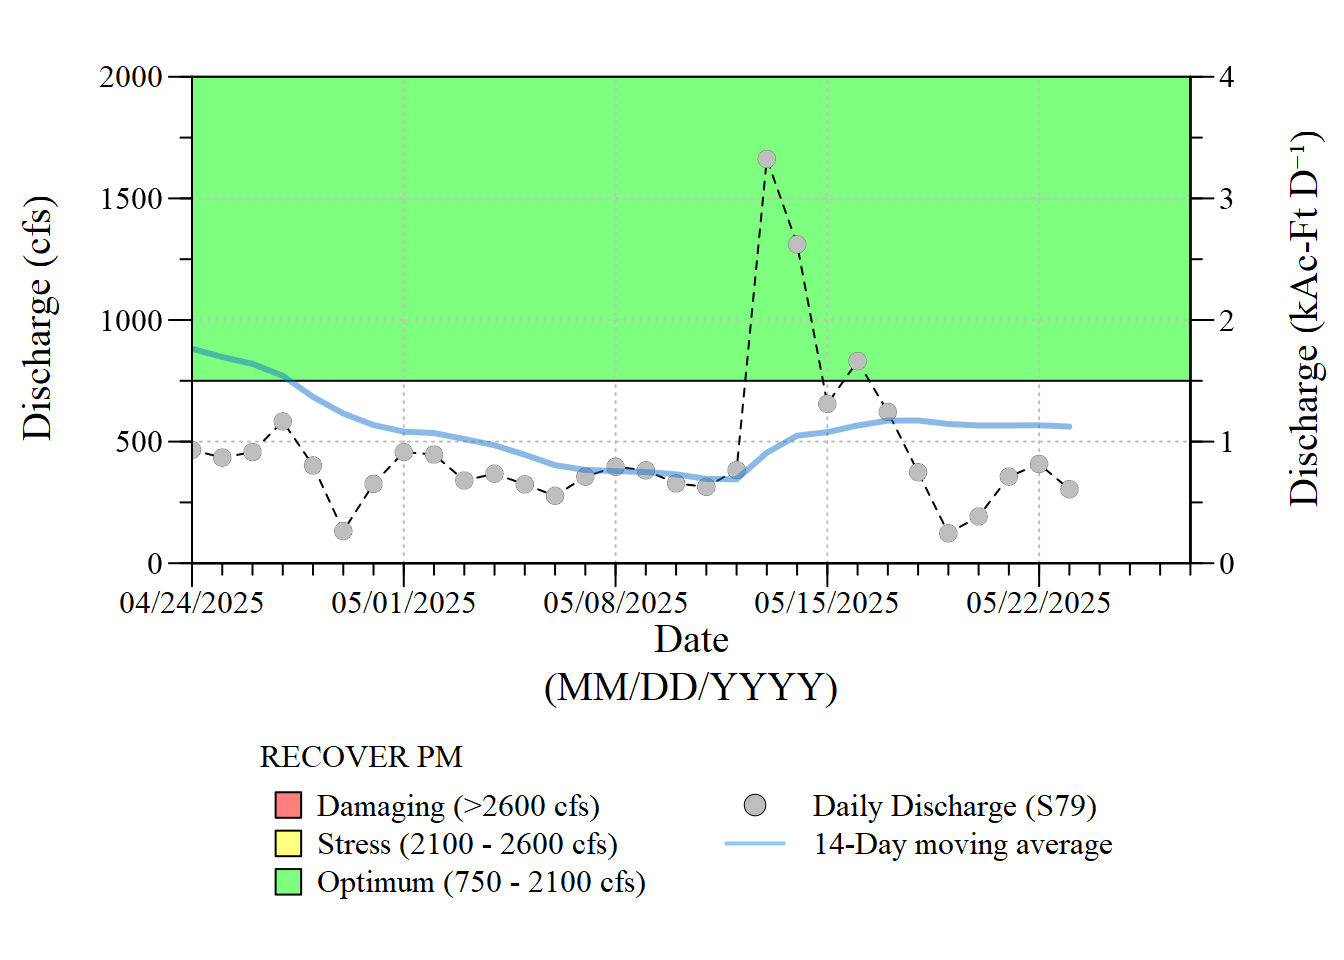 2000
1500
1000
500
0
Discharge (cfs)
4
3
2
1
0
Discharge (kAc-Ft D⁻¹)
04/24/2025 05/01/2025 05/08/2025 05/15/2025 05/22/2025
Date
(MM/DD/YYYY)
RECOVER PM
Damaging (>2600 cfs)
Stress (2100 - 2600 cfs)
Optimum (750 - 2100 cfs)
Daily Discharge (S79)
14-Day moving average